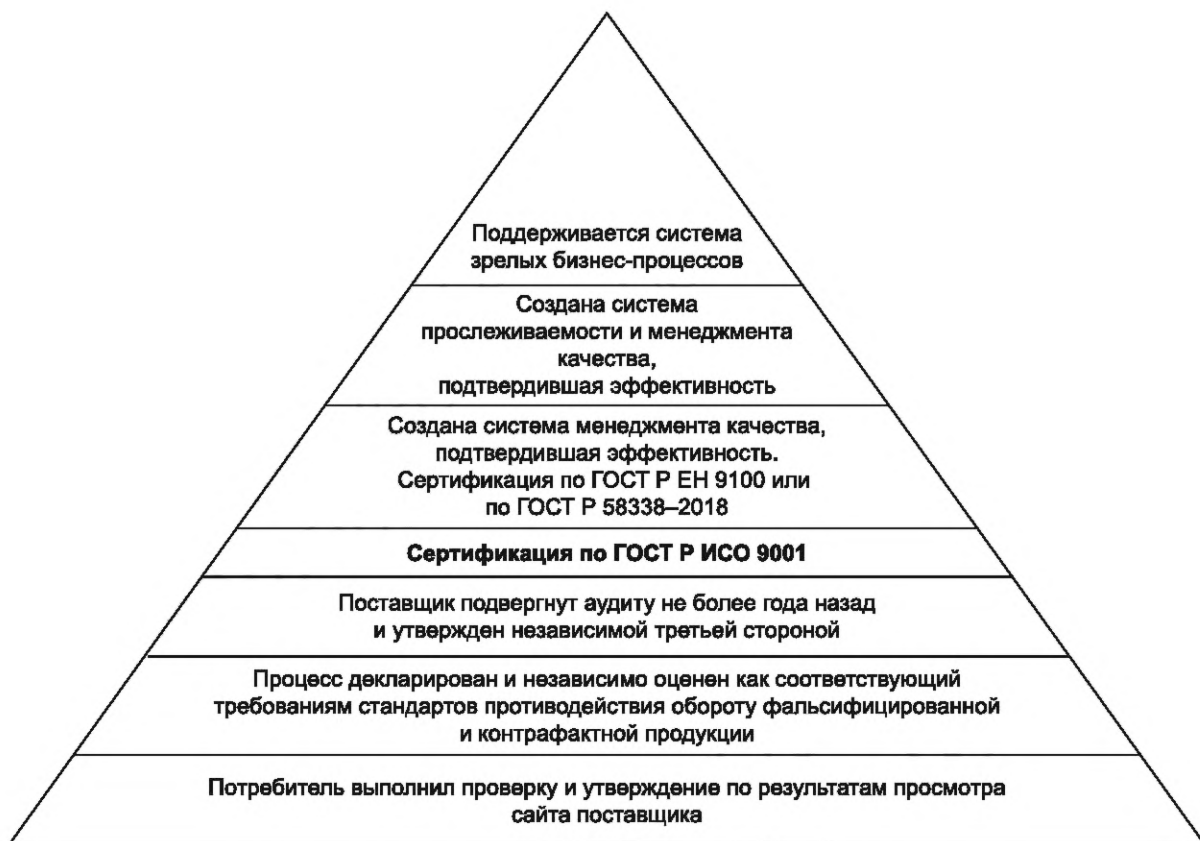 Поддерживается система
зрелых бизнес-процессов
Создана система
прослеживаемости и менеджмента
качества,
подтвердившая эффективность
Создана система менеджмента качества,
подтвердившая эффективность.
Сертификация по ГОСТ Р ЕН 9100 или
по ГОСТ Р 58338–2018
Сертификация по ГОСТ Р ИСО 9001
Поставщик подвергнут аудиту не более года назад
и утвержден независимой третьей стороной
Процесс декларирован и независимо оценен как соответствующий
требованиям стандартов противодействия обороту фальсифицированной
и контрафактной продукции
Потребитель выполнил проверку и утверждение по результатам просмотра
сайта поставщика